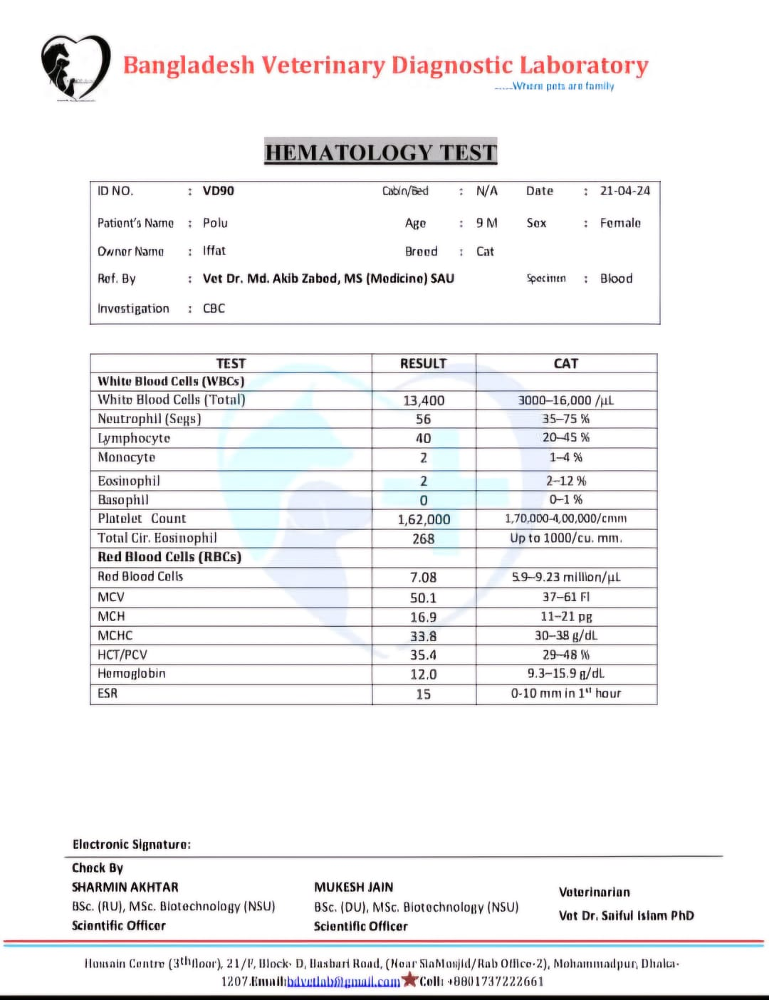 Bangladesh Veterinary Diagnostic Laboratory
.....Where pets are family
HEMATOLOGY TEST
ID NO. : VD90 Cabin/Bed : N/A Date : 21-04-24
Patient's Name : Polu Age : 9 M Sex : Female
Owner Name : Iffat Breed : Cat
Ref. By : Vet Dr. Md. Akib Zabed, MS (Medicine) SAU Specimen : Blood
Investigation : CBC
TEST RESULT CAT
White Blood Cells (WBCs)
White Blood Cells (Total) 13,400 3000–16,000 /µL
Neutrophil (Segs) 56 35–75 %
Lymphocyte 40 20–45 %
Monocyte 2 1–4 %
Eosinophil 2 2–12 %
Basophil 0 0–1 %
Platelet Count 1,62,000 1,70,000-4,00,000/cmm
Total Cir. Eosinophil 268 Up to 1000/cu. mm.
Red Blood Cells (RBCs)
Red Blood Cells 7.08 5.9–9.23 million/µL
MCV 50.1 37–61 Fl
MCH 16.9 11–21 pg
MCHC 33.8 30–38 g/dL
HCT/PCV 35.4 29–48 %
Hemoglobin 12.0 9.3–15.9 g/dL
ESR 15 0-10 mm in 1st hour
Electronic Signature:
Check By
SHARMIN AKHTAR MUKESH JAIN Veterinarian
BSc. (RU), MSc. Biotechnology (NSU) BSc. (DU), MSc. Biotechnology (NSU) Vet Dr. Saiful Islam PhD
Scientific Officer Scientific Officer
Homain Centre (3thfloor), 21/F, Block- D, Basbari Road, (Near SiaMosjid/Rab Office-2), Mohammadpur, Dhaka-
1207.Email:bdvetlab@gmail.com Cell: +8801737222661